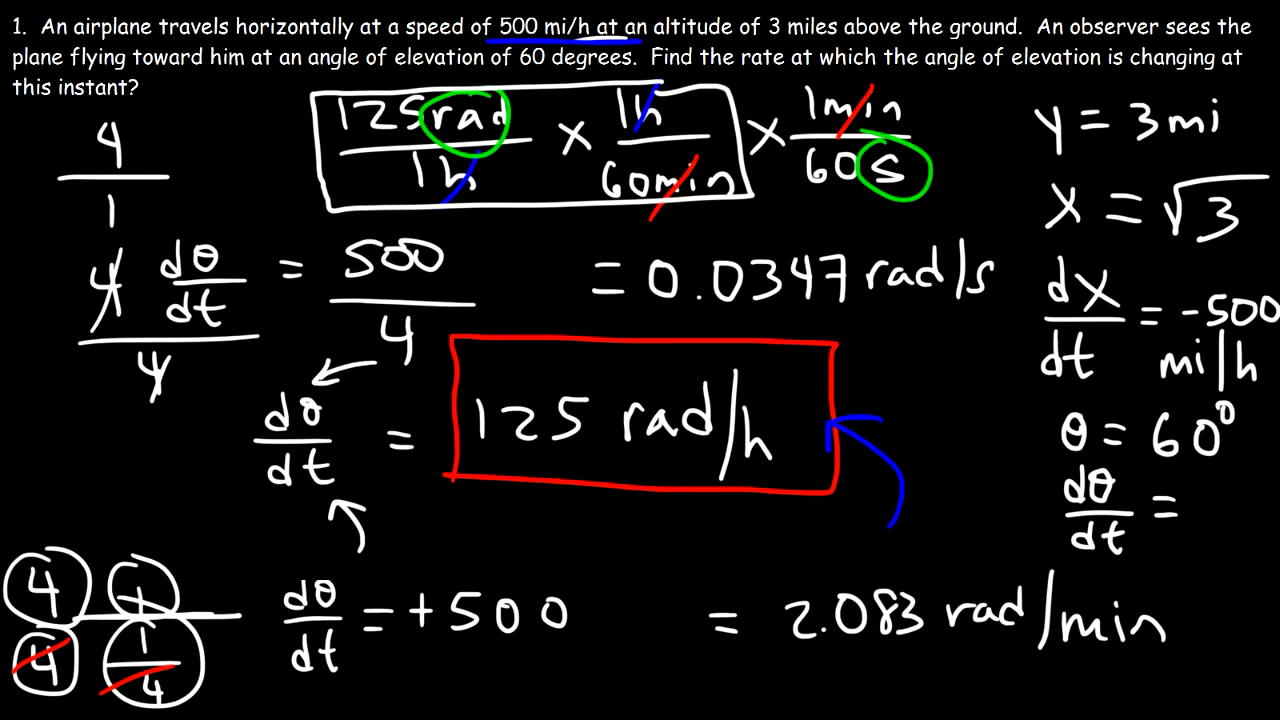 1. An airplane travels horizontally at a speed of 500 mi/h at an altitude of 3 miles above the ground. An observer sees the
plane flying toward him at an angle of elevation of 60 degrees. Find the rate at which the angle of elevation is changing at
this instant?
125 rad / 1h × 1h / 60min × 1min / 60s
y = 3mi
4 / 1
x = √3
4 dθ/dt / 4 = 500 / 4
= 0.0347 rad/s
dx/dt = -500 mi/h
dθ/dt = 125 rad/h
θ = 60°
dθ/dt =
4 1 / 4 1/4
dθ/dt = +500
= 2.083 rad/min